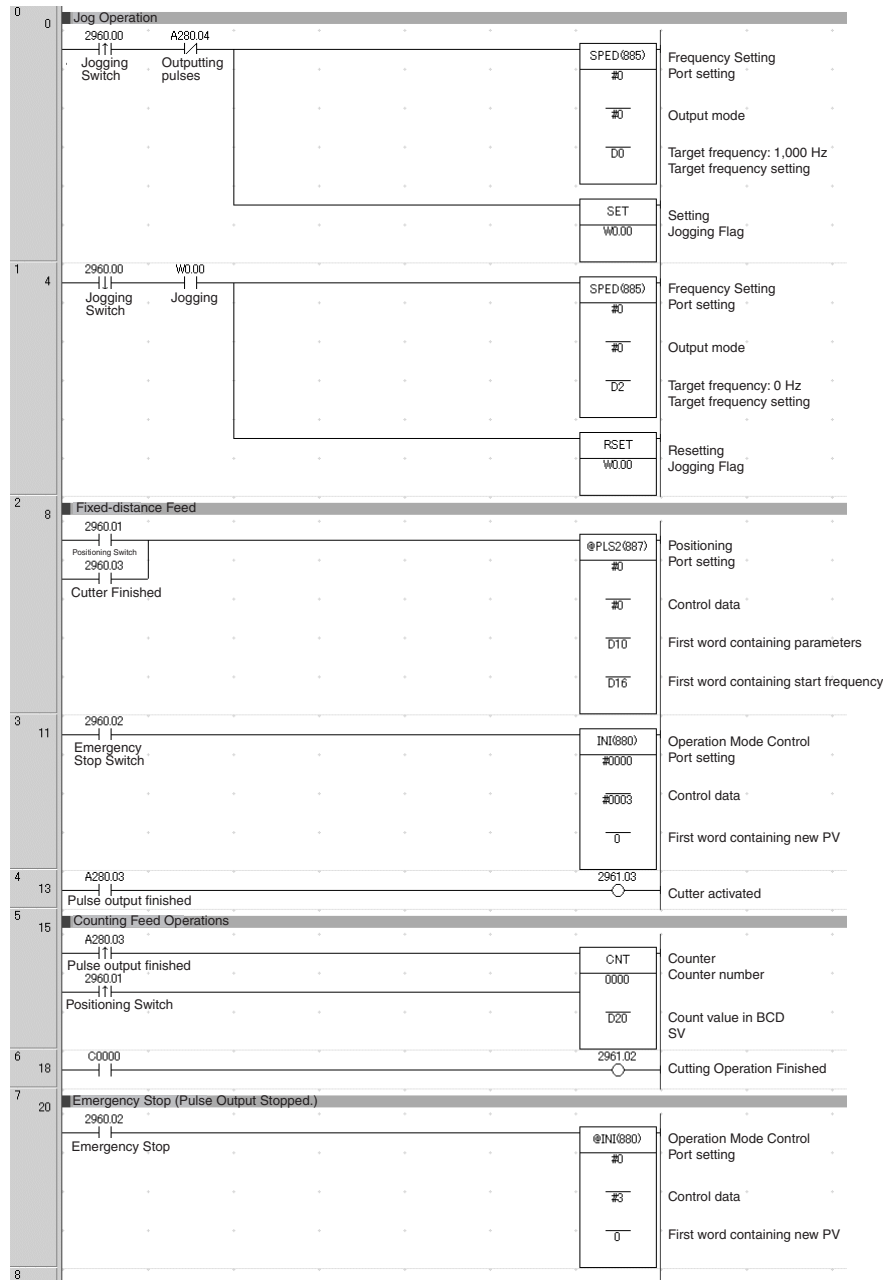 0
0
Jog Operation
2960.00
A280.04
Jogging
Switch
Outputting
pulses
SPED(885)
#0
Frequency Setting
Port setting
#0
Output mode
D0
Target frequency: 1,000 Hz
Target frequency setting
SET
W0.00
Setting
Jogging Flag
1
4
2960.00
W0.00
Jogging
Switch
Jogging
SPED(885)
#0
Frequency Setting
Port setting
#0
Output mode
D2
Target frequency: 0 Hz
Target frequency setting
RSET
W0.00
Resetting
Jogging Flag
2
8
Fixed-distance Feed
2960.01
Positioning Switch
2960.03
Cutter Finished
@PLS2(887)
#0
Positioning
Port setting
#0
Control data
D10
First word containing parameters
D16
First word containing start frequency
3
11
2960.02
Emergency
Stop Switch
INI(880)
#0000
Operation Mode Control
Port setting
#0003
Control data
0
First word containing new PV
4
13
A280.03
Pulse output finished
2961.03
Cutter activated
5
15
Counting Feed Operations
A280.03
Pulse output finished
2960.01
Positioning Switch
CNT
0000
Counter
Counter number
D20
Count value in BCD
SV
6
18
C0000
2961.02
Cutting Operation Finished
7
20
Emergency Stop (Pulse Output Stopped.)
2960.02
Emergency Stop
@INI(880)
#0
Operation Mode Control
Port setting
#3
Control data
0
First word containing new PV
8